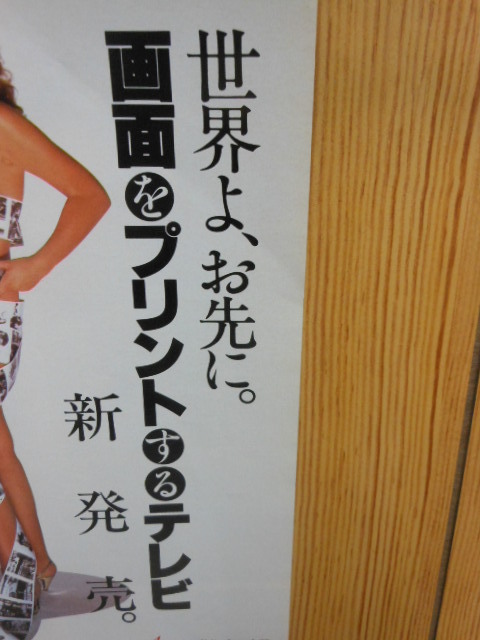 世界よ、お先に。
画面をプリントするテレビ
新発売。